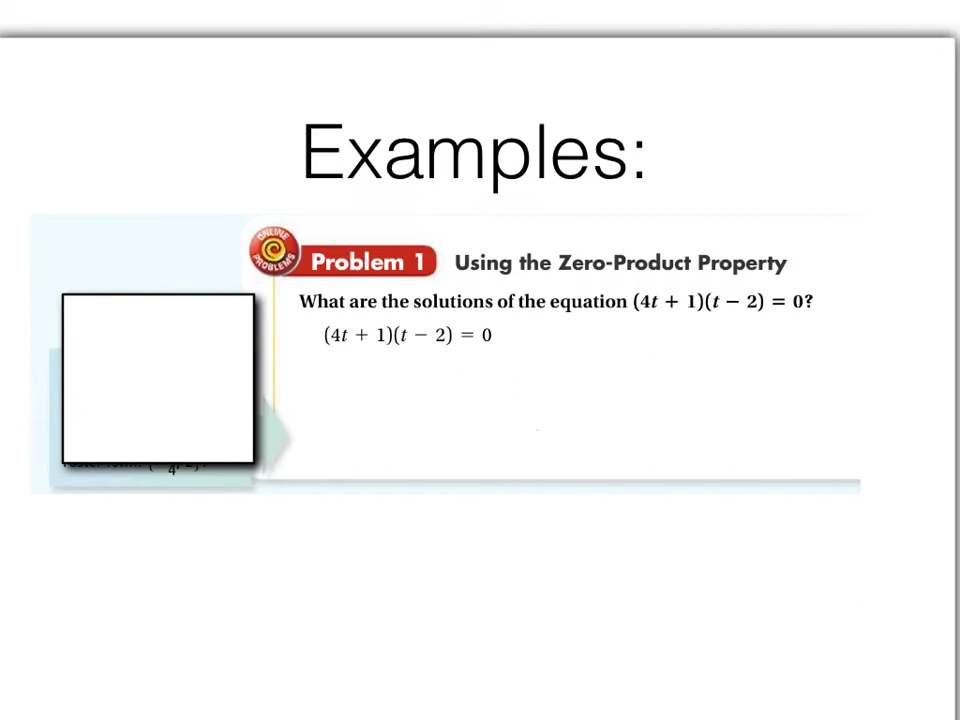 Examples:
ONLINE
PROBLEMS
Problem 1 Using the Zero-Product Property
What are the solutions of the equation (4t + 1)(t − 2) = 0?
(4t + 1)(t − 2) = 0
4